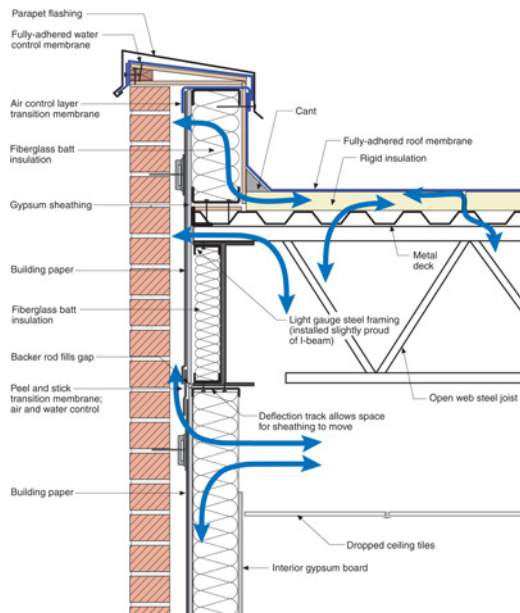 Parapet flashing
Fully-adhered water
control membrane
Air control layer
transition membrane
Fiberglass batt
insulation
Gypsum sheathing
Building paper
Fiberglass batt
insulation
Backer rod fills gap
Peel and stick
transition membrane;
air and water control
Building paper
Cant
Fully-adhered roof membrane
Rigid insulation
Metal
deck
Light gauge steel framing
(installed slightly proud
of I-beam)
Open web steel joist
Deflection track allows space
for sheathing to move
Dropped ceiling tiles
Interior gypsum board